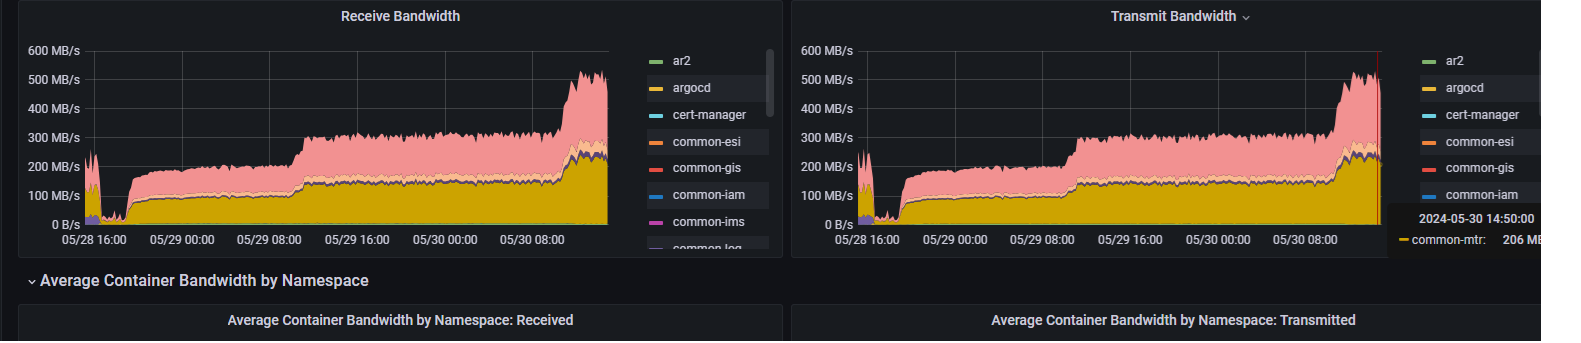 Receive Bandwidth
600 MB/s
500 MB/s
400 MB/s
300 MB/s
200 MB/s
100 MB/s
0 B/s
05/28 16:00 05/29 00:00 05/29 08:00 05/29 16:00 05/30 00:00 05/30 08:00
ar2
argocd
cert-manager
common-esi
common-gis
common-iam
common-ims
common-log
Transmit Bandwidth
600 MB/s
500 MB/s
400 MB/s
300 MB/s
200 MB/s
100 MB/s
0 B/s
05/28 16:00 05/29 00:00 05/29 08:00 05/29 16:00 05/30 00:00 05/30 08:00
ar2
argocd
cert-manager
common-esi
common-gis
common-iam
2024-05-30 14:50:00
common-mtr: 206 MB
Average Container Bandwidth by Namespace
Average Container Bandwidth by Namespace: Received
Average Container Bandwidth by Namespace: Transmitted